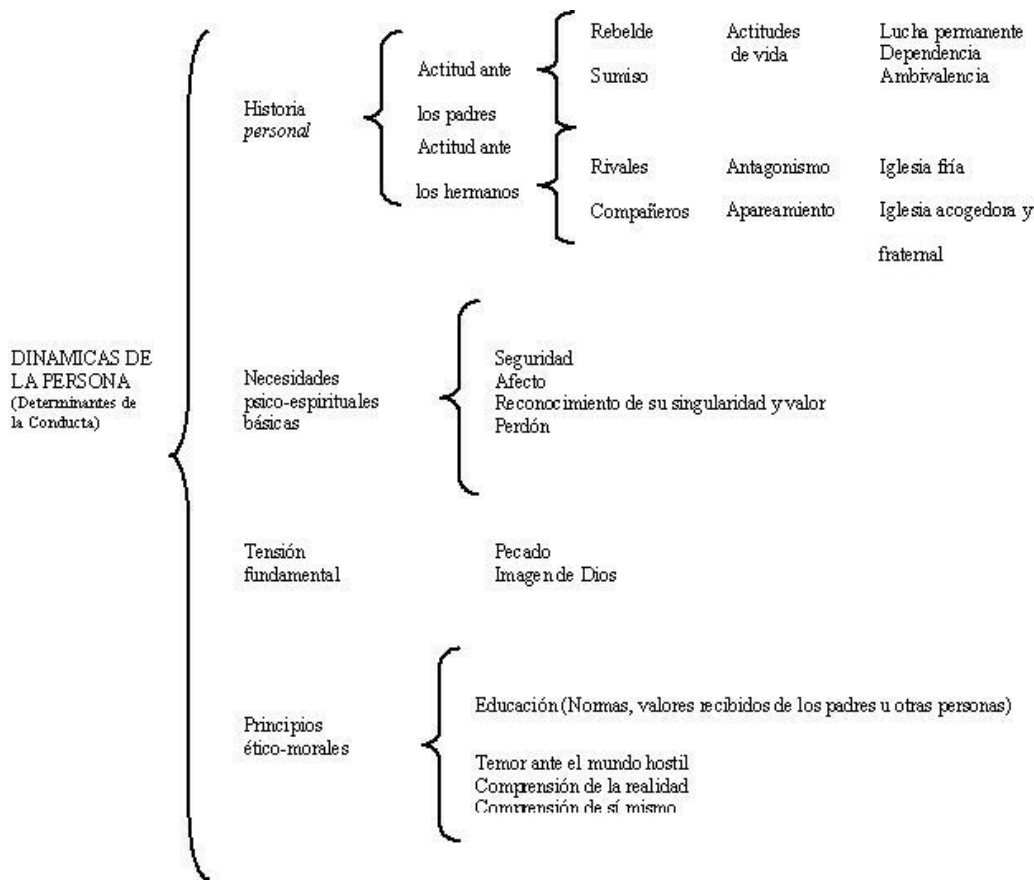 DINAMICAS DE
LA PERSONA
(Determinantes de
la Conducta)
Historia
personal
Actitud ante
los padres
Actitud ante
los hermanos
Rebelde
Sumiso
Actitudes
de vida
Lucha permanente
Dependencia
Ambivalencia
Rivales
Antagonismo
Iglesia fría
Compañeros
Apareamiento
Iglesia acogedora y
fraternal
Necesidades
psico-espirituales
básicas
Seguridad
Afecto
Reconocimiento de su singularidad y valor
Perdón
Tensión
fundamental
Pecado
Imagen de Dios
Principios
ético-morales
Educación (Normas, valores recibidos de los padres u otras personas)
Temor ante el mundo hostil
Comprensión de la realidad
Comprensión de sí mismo